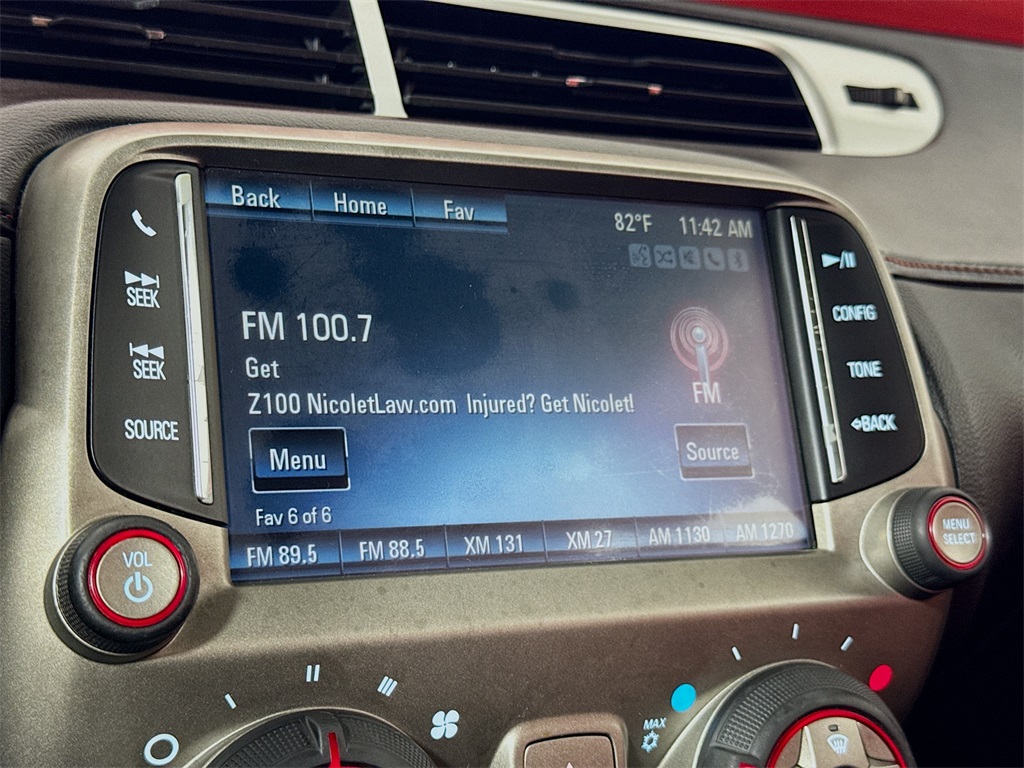 Back Home Fav
82°F 11:42 AM
SEEK
SEEK
SOURCE
FM 100.7
Get
Z100 NicoletLaw.com Injured? Get Nicolet!
FM
Menu
Source
Fav 6 of 6
FM 89.5 FM 88.5 XM 131 XM 27 AM 1130 AM 1270
CONFIG
TONE
BACK
VOL
MENU
SELECT
MAX